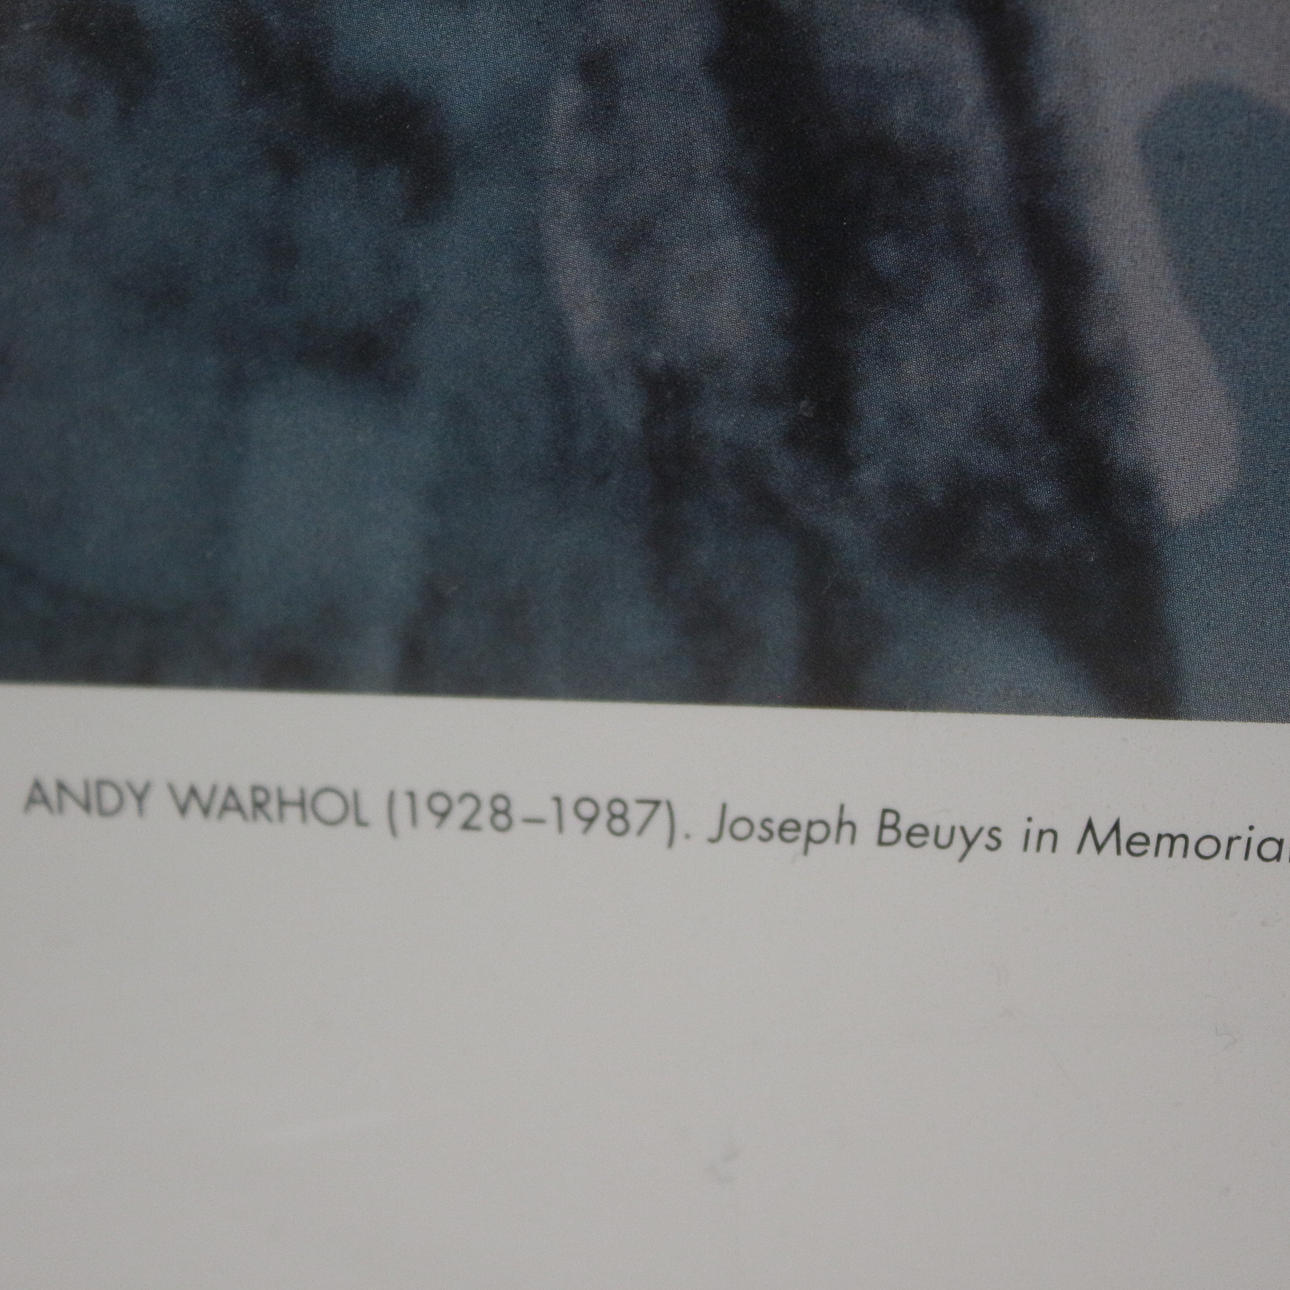 ANDY WARHOL (1928–1987). Joseph Beuys in Memoria